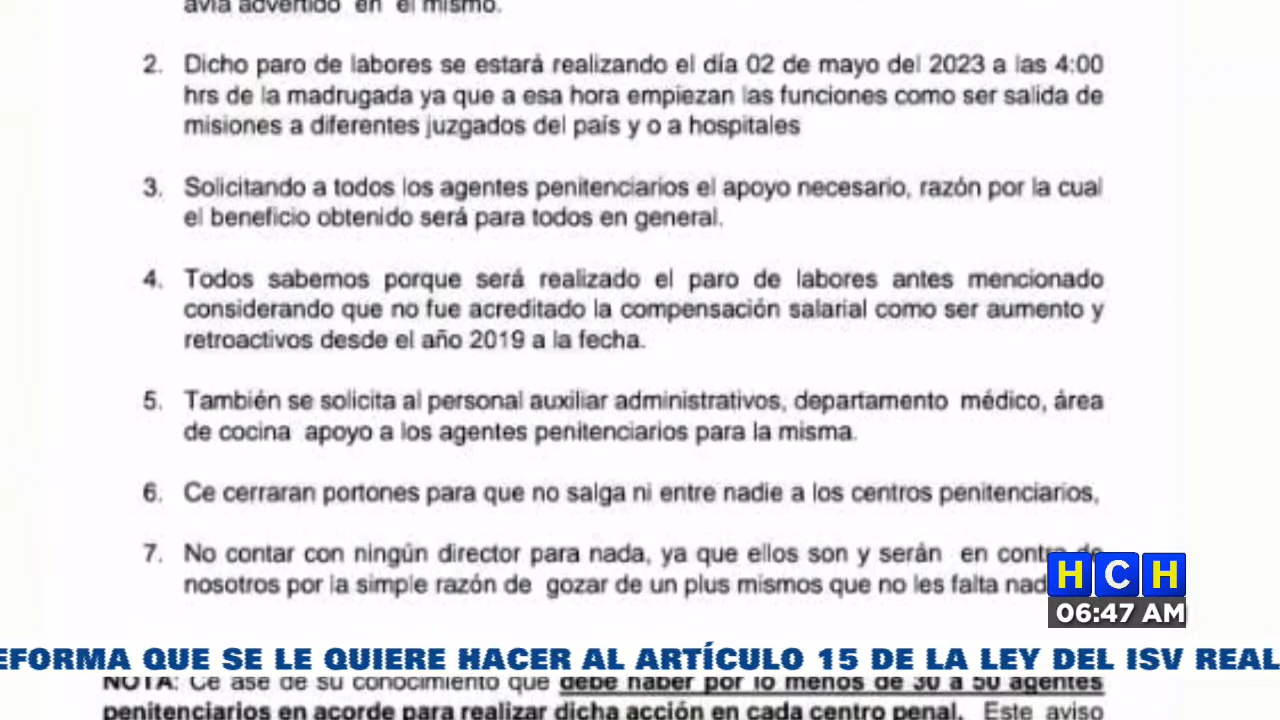 avia advertido en el mismo.
2. Dicho paro de labores se estará realizando el día 02 de mayo del 2023 a las 4:00
hrs de la madrugada ya que a esa hora empiezan las funciones como ser salida de
misiones a diferentes juzgados del país y o a hospitales
3. Solicitando a todos los agentes penitenciarios el apoyo necesario, razón por la cual
el beneficio obtenido será para todos en general.
4. Todos sabemos porque será realizado el paro de labores antes mencionado
considerando que no fue acreditado la compensación salarial como ser aumento y
retroactivos desde el año 2019 a la fecha.
5. También se solicita al personal auxiliar administrativos, departamento médico, área
de cocina apoyo a los agentes penitenciarios para la misma.
6. Ce cerraran portones para que no salga ni entre nadie a los centros penitenciarios,
7. No contar con ningún director para nada, ya que ellos son y serán en contra de
nosotros por la simple razón de gozar de un plus mismos que no les falta nad
HCH
06:47 AM
EFORMA QUE SE LE QUIERE HACER AL ARTÍCULO 15 DE LA LEY DEL ISV REAL
NOTA: Ce ase de su conocimiento que debe haber por lo menos de 30 a 50 agentes
penitenciarios en acorde para realizar dicha acción en cada centro penal. Este aviso